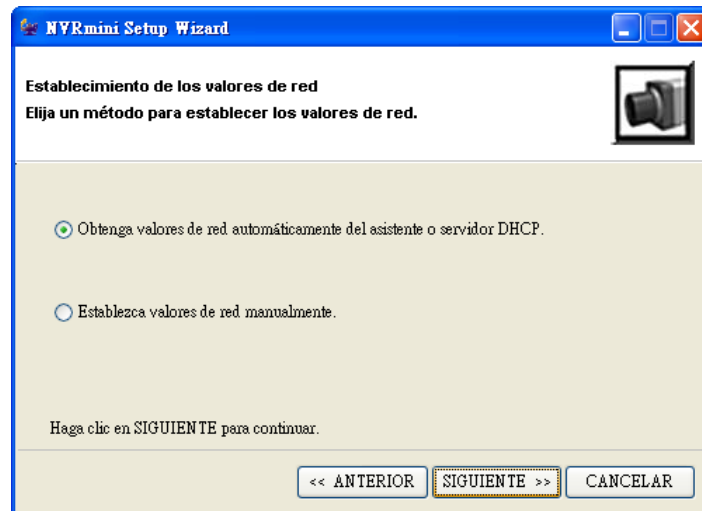 NVRmini Setup Wizard
Establecimiento de los valores de red
Elija un método para establecer los valores de red.
Obtenga valores de red automáticamente del asistente o servidor DHCP.
Establezca valores de red manualmente.
Haga clic en SIGUIENTE para continuar.
<< ANTERIOR SIGUIENTE >> CANCELAR